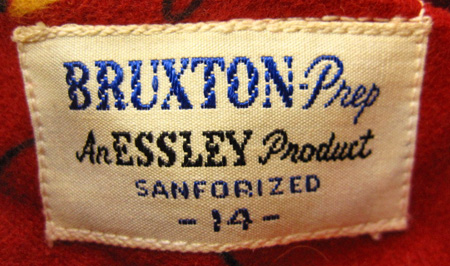 BRUXTON-Prep
An ESSLEY Product
SANFORIZED
-14-